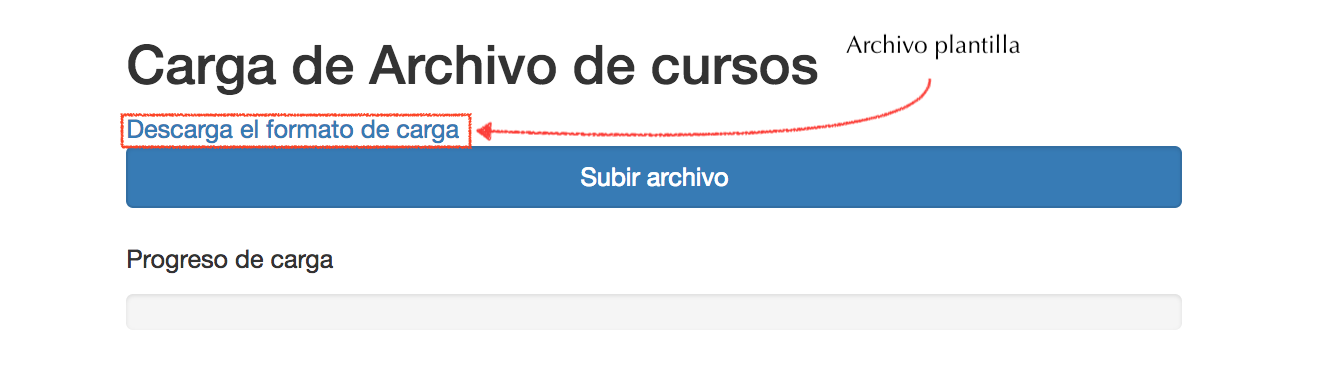 Carga de Archivo de cursos
Archivo plantilla
Descarga el formato de carga
Subir archivo
Progreso de carga